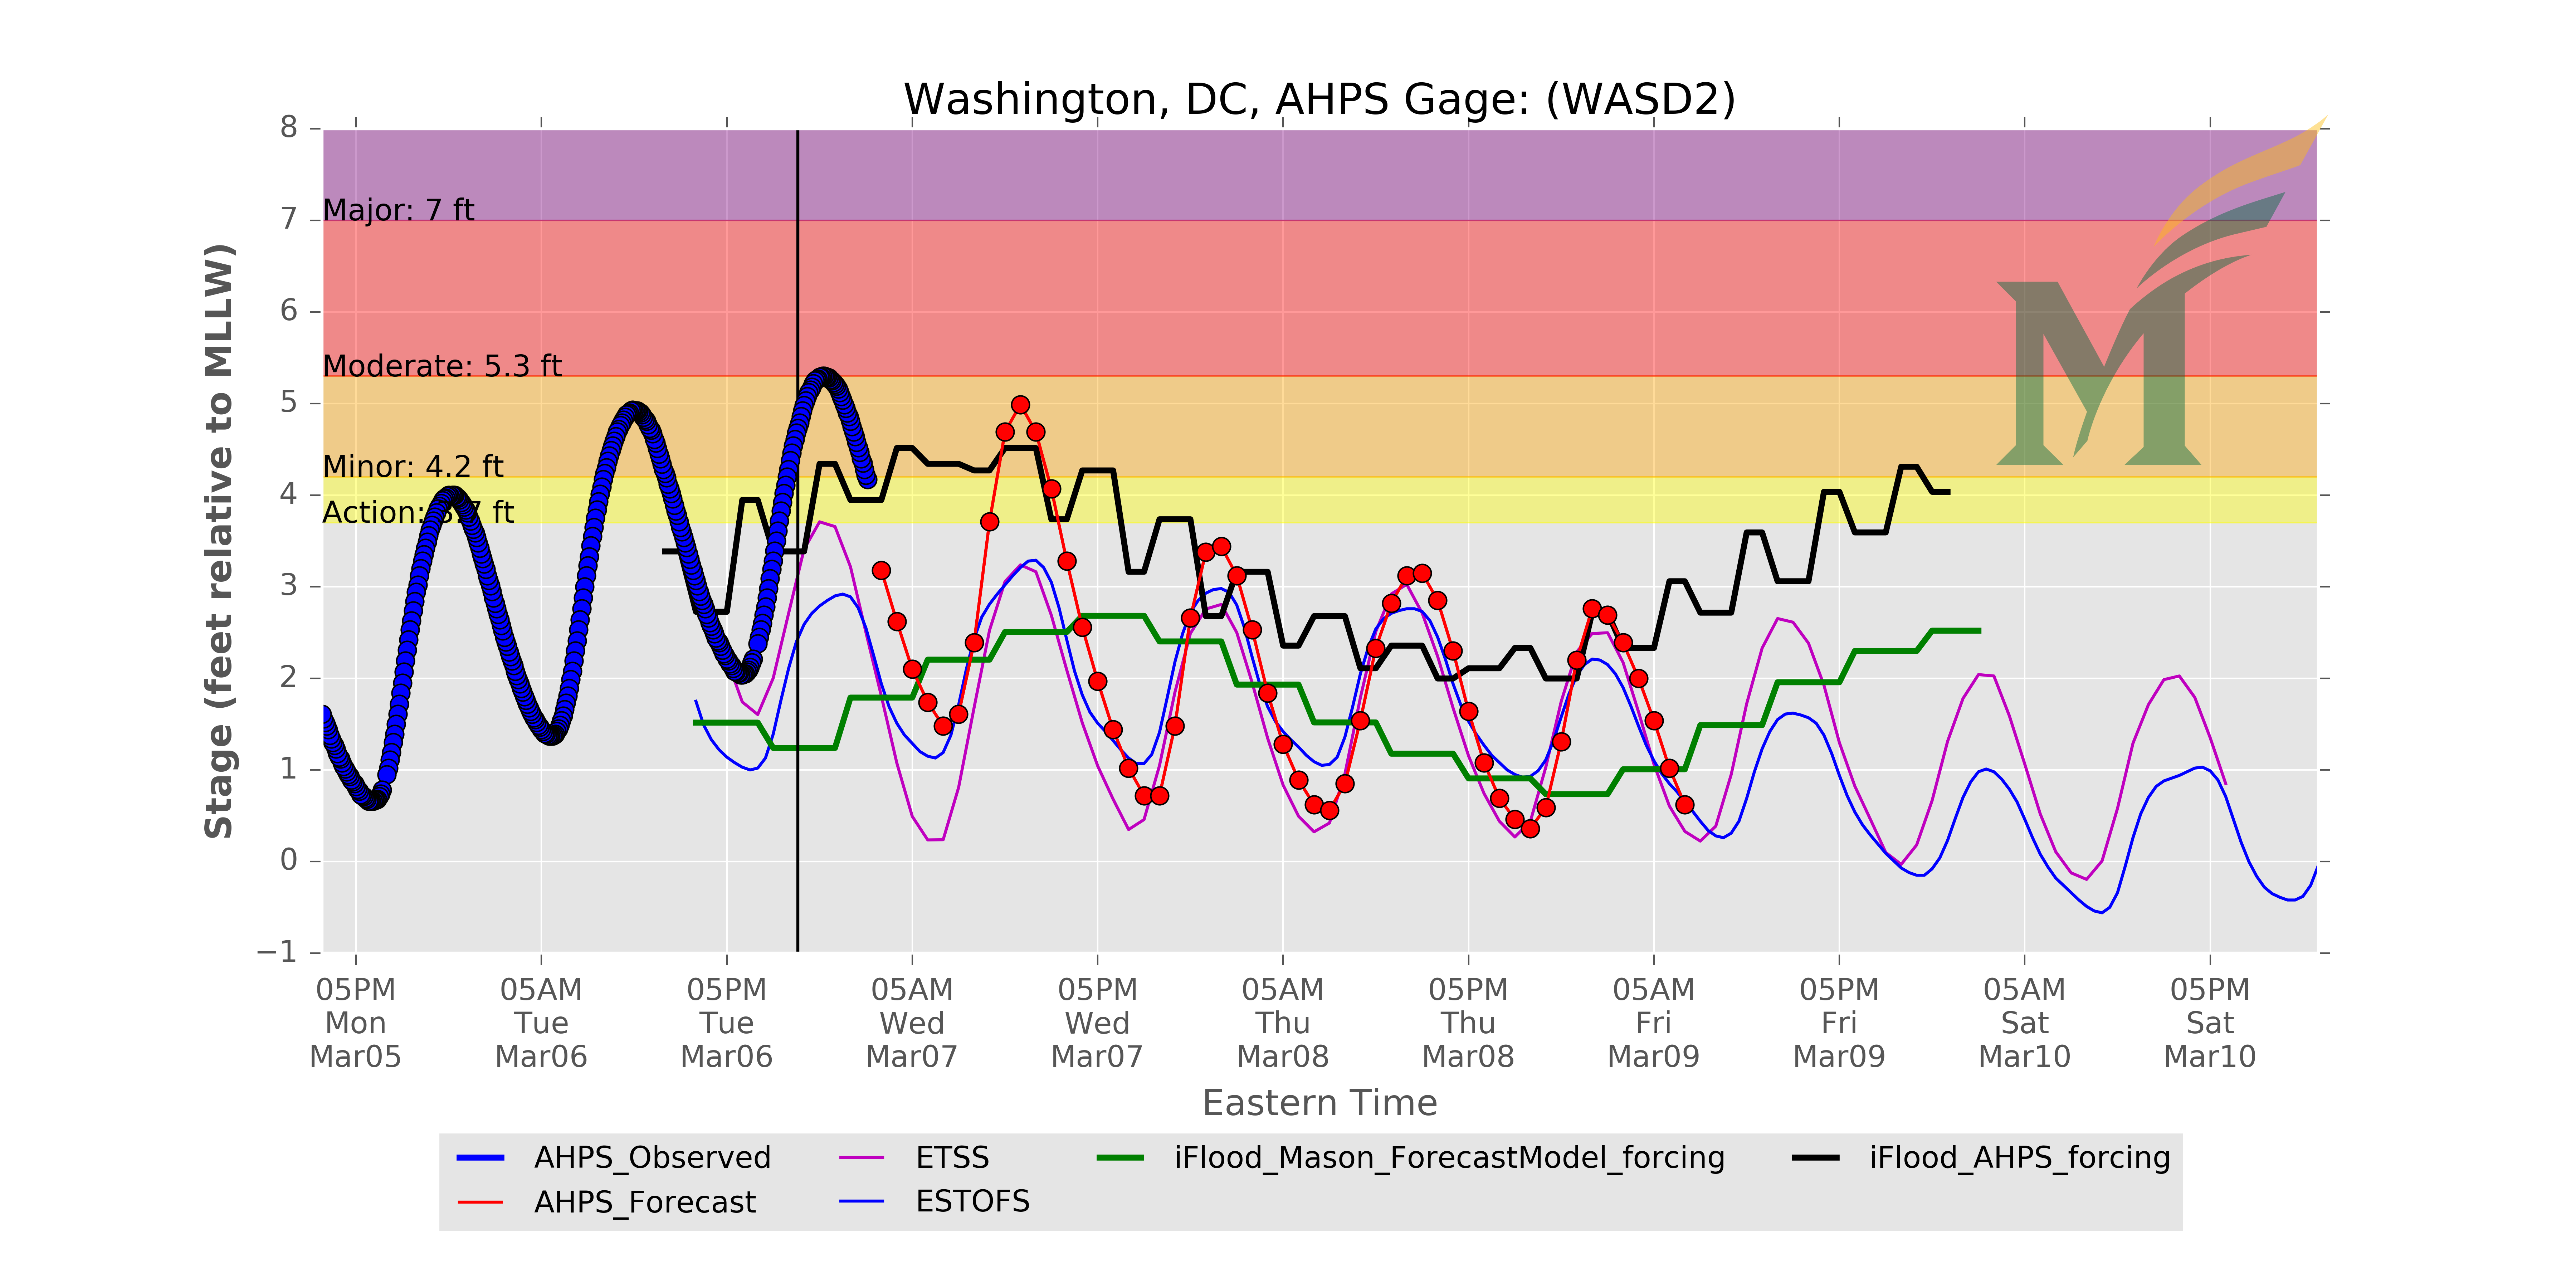 Washington, DC, AHPS Gage: (WASD2)
8
7
6
5
4
3
2
1
0
−1
Stage (feet relative to MLLW)
Major: 7 ft
Moderate: 5.3 ft
Minor: 4.2 ft
Action: 3.7 ft
M
05PM 05AM 05PM 05AM 05PM 05AM 05PM 05AM 05PM 05AM 05PM
Mon Tue Tue Wed Wed Thu Thu Fri Fri Sat Sat
Mar05 Mar06 Mar06 Mar07 Mar07 Mar08 Mar08 Mar09 Mar09 Mar10 Mar10
Eastern Time
AHPS_Observed ETSS iFlood_Mason_ForecastModel_forcing iFlood_AHPS_forcing
AHPS_Forecast ESTOFS